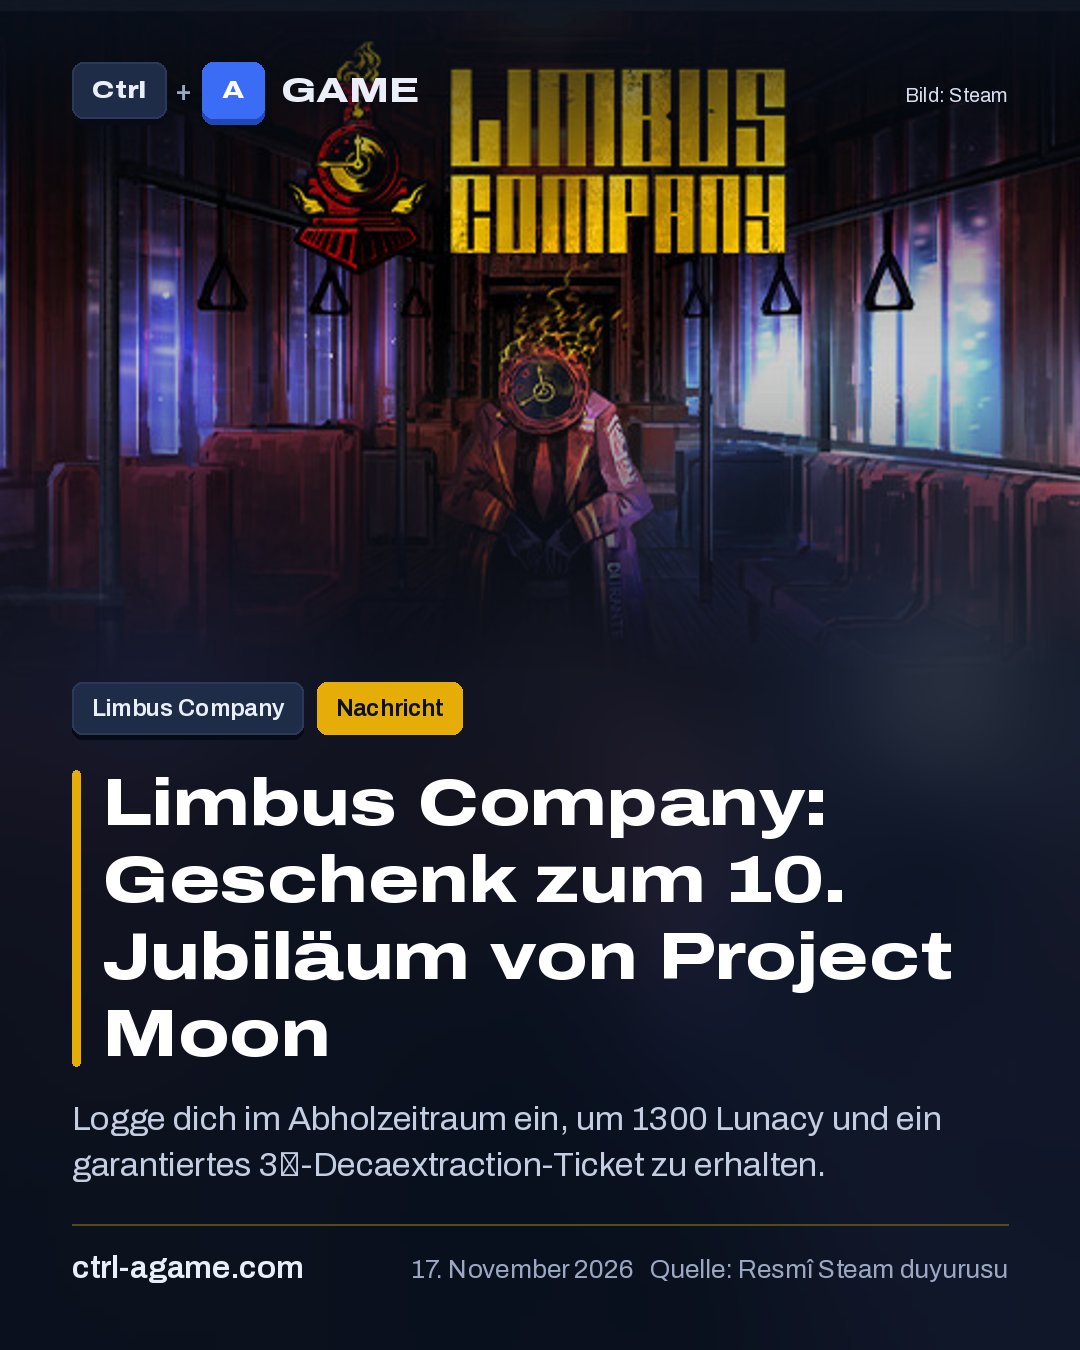 Ctrl + A GAME
LIMBUS
COMPANY
Bild: Steam
Limbus Company
Nachricht
Limbus Company:
Geschenk zum 10.
Jubiläum von Project
Moon
Logge dich im Abholzeitraum ein, um 1300 Lunacy und ein
garantiertes 3-Decaextraction-Ticket zu erhalten.
ctrl-agame.com
17. November 2026 Quelle: Resmî Steam duyurusu